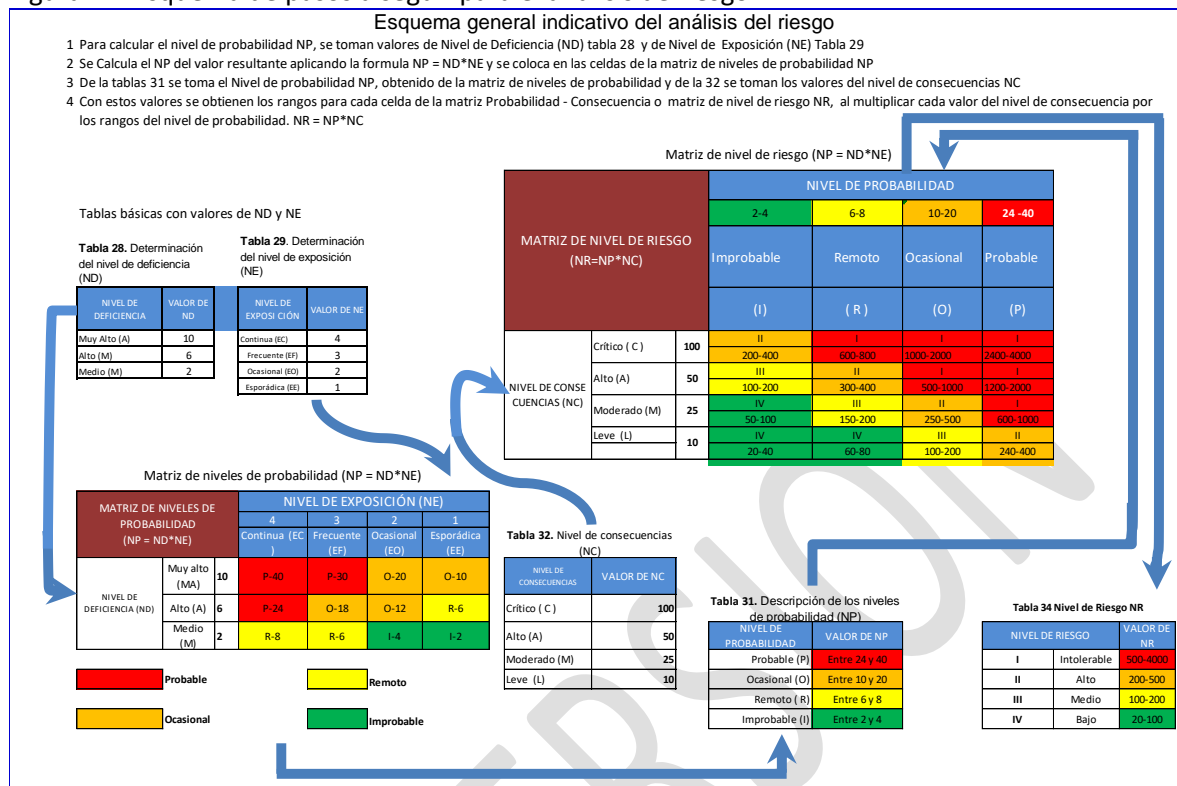 Esquema general indicativo del análisis del riesgo
1 Para calcular el nivel de probabilidad NP, se toman valores de Nivel de Deficiencia (ND) tabla 28 y de Nivel de Exposición (NE) Tabla 29
2 Se Calcula el NP del valor resultante aplicando la formula NP = ND*NE y se coloca en las celdas de la matriz de niveles de probabilidad NP
3 De la tablas 31 se toma el Nivel de probabilidad NP, obtenido de la matriz de niveles de probabilidad y de la 32 se toman los valores del nivel de consecuencias NC
4 Con estos valores se obtienen los rangos para cada celda de la matriz Probabilidad - Consecuencia o matriz de nivel de riesgo NR, al multiplicar cada valor del nivel de consecuencia por
los rangos del nivel de probabilidad. NR = NP*NC
Matriz de nivel de riesgo (NP = ND*NE)
MATRIZ DE NIVEL DE RIESGO
(NR=NP*NC)
NIVEL DE PROBABILIDAD
2-4 6-8 10-20 24 -40
Improbable Remoto Ocasional Probable
(I) ( R ) (O) (P)
NIVEL DE CONSE
CUENCIAS (NC)
Crítico ( C ) 100 II I I I
200-400 600-800 1000-2000 2400-4000
Alto (A) 50 III II I I
100-200 300-400 500-1000 1200-2000
Moderado (M) 25 IV III II I
50-100 150-200 250-500 600-1000
Leve (L) 10 IV IV III II
20-40 60-80 100-200 240-400
Tablas básicas con valores de ND y NE
Tabla 28. Determinación
del nivel de deficiencia
(ND)
NIVEL DE
DEFICIENCIA
VALOR DE
ND
Muy Alto (A) 10
Alto (M) 6
Medio (M) 2
Tabla 29. Determinación
del nivel de exposición
(NE)
NIVEL DE
EXPOSI CIÓN
VALOR DE NE
Continua (EC) 4
Frecuente (EF) 3
Ocasional (EO) 2
Esporádica (EE) 1
Matriz de niveles de probabilidad (NP = ND*NE)
MATRIZ DE NIVELES DE
PROBABILIDAD
(NP = ND*NE)
NIVEL DE EXPOSICIÓN (NE)
4 3 2 1
Continua (EC
)
Frecuente
(EF)
Ocasional
(EO)
Esporádica
(EE)
NIVEL DE
DEFICIENCIA (ND)
Muy alto
(MA)
10 P-40 P-30 O-20 O-10
Alto (A) 6 P-24 O-18 O-12 R-6
Medio
(M)
2 R-8 R-6 I-4 I-2
Probable
Remoto
Ocasional
Improbable
Tabla 32. Nivel de consecuencias
(NC)
NIVEL DE
CONSECUENCIAS
VALOR DE NC
Crítico ( C ) 100
Alto (A) 50
Moderado (M) 25
Leve (L) 10
Tabla 31. Descripción de los niveles
de probabilidad (NP)
NIVEL DE
PROBABILIDAD
VALOR DE NP
Probable (P) Entre 24 y 40
Ocasional (O) Entre 10 y 20
Remoto ( R ) Entre 6 y 8
Improbable (I) Entre 2 y 4
Tabla 34 Nivel de Riesgo NR
NIVEL DE RIESGO
VALOR DE
NR
I Intolerable 500-4000
II Alto 200-500
III Medio 100-200
IV Bajo 20-100